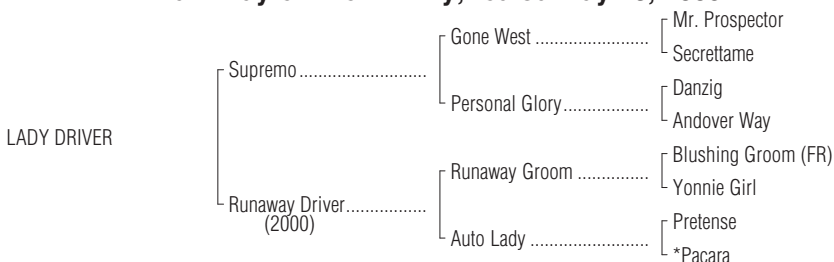 Mr. Prospector
Gone West
Secrettame
Supremo
Danzig
Personal Glory
Andover Way
LADY DRIVER
Blushing Groom (FR)
Runaway Groom
Yonnie Girl
Runaway Driver
(2000)
Pretense
Auto Lady
*Pacara